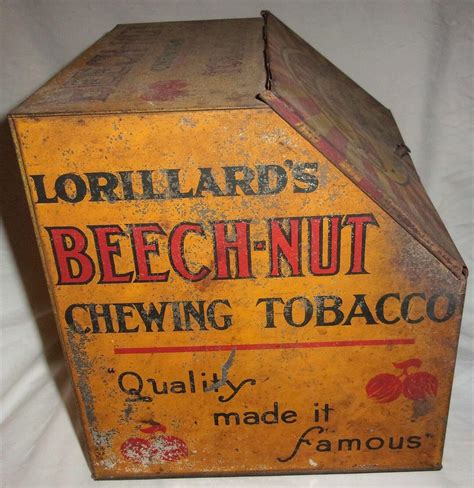 LORILLARD'S
BEECH-NUT
CHEWING TOBACCO
"Quality
made it
famous"